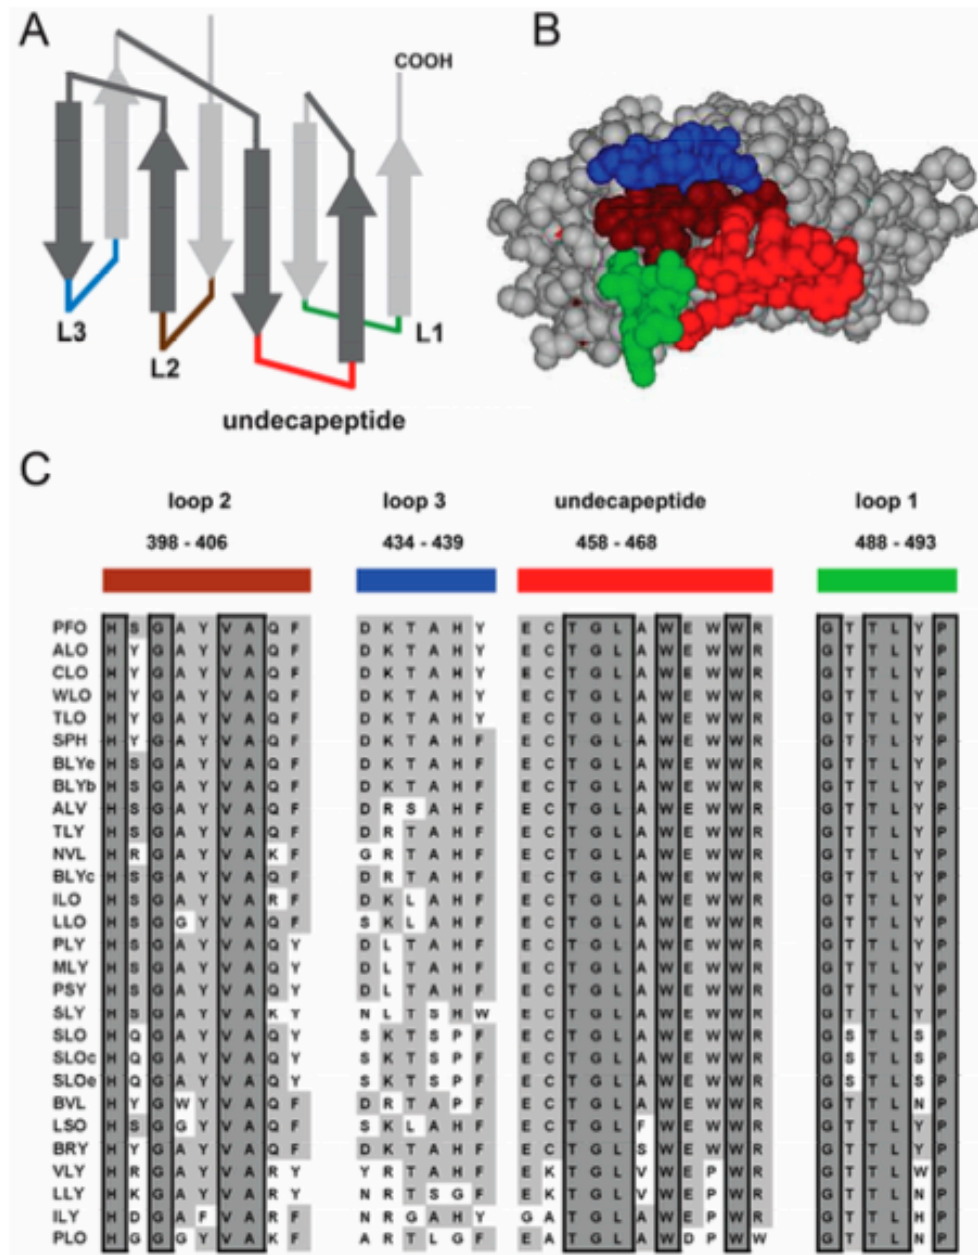 A
B
COOH
L3
L2
L1
undecapeptide
C
loop 2 loop 3 undecapeptide loop 1
398 - 406 434 - 439 458 - 468 488 - 493
PFO H S G A Y V A Q F D K T A H Y E C T G L A W E W W R G T T L Y P
ALO H Y G A Y V A Q F D K T A H Y E C T G L A W E W W R G T T L Y P
CLO H Y G A Y V A Q F D K T A H Y E C T G L A W E W W R G T T L Y P
WLO H Y G A Y V A Q F D K T A H Y E C T G L A W E W W R G T T L Y P
TLO H Y G A Y V A Q F D K T A H Y E C T G L A W E W W R G T T L Y P
SPH H Y G A Y V A Q F D K T A H F E C T G L A W E W W R G T T L Y P
BLYe H S G A Y V A Q F D K T A H F E C T G L A W E W W R G T T L Y P
BLYb H S G A Y V A Q F D K T A H F E C T G L A W E W W R G T T L Y P
ALV H S G A Y V A Q F D R S A H F E C T G L A W E W W R G T T L Y P
TLY H S G A Y V A Q F D R T A H F E C T G L A W E W W R G T T L Y P
NVL H R G A Y V A K F G R T A H F E C T G L A W E W W R G T T L Y P
BLYc H S G A Y V A Q F D R T A H F E C T G L A W E W W R G T T L Y P
ILO H S G A Y V A R F D K L A H F E C T G L A W E W W R G T T L Y P
LLO H S G G Y V A Q F S K L A H F E C T G L A W E W W R G T T L Y P
PLY H S G A Y V A Q Y D L T A H F E C T G L A W E W W R G T T L Y P
MLY H S G A Y V A Q Y D L T A H F E C T G L A W E W W R G T T L Y P
PSY H S G A Y V A Q Y D L T A H F E C T G L A W E W W R G T T L Y P
SLY H S G A Y V A K Y N L T S H W E C T G L A W E W W R G T T L Y P
SLO H Q G A Y V A Q Y S K T S P F E C T G L A W E W W R G S T L S P
SLOc H Q G A Y V A Q Y S K T S P F E C T G L A W E W W R G S T L S P
SLOe H Q G A Y V A Q Y S K T S P F E C T G L A W E W W R G S T L S P
BVL H Y G W Y V A Q F D R T A P F E C T G L A W E W W R G T T L N P
LSO H S G G Y V A Q F S K L A H F E C T G L F W E W W R G T T L Y P
BRY H Y G A Y V A Q F D K T A H F E C T G L S W E W W R G T T L Y P
VLY H R G A Y V A R Y Y R T A H F E K T G L V W E P W R G T T L W P
LLY H K G A Y V A R Y N R T S G F E K T G L V W E P W R G T T L N P
ILY H D G A F V A R F N R G A H Y G A T G L A W E P W R G T T L H P
PLO H G G G Y V A K F A R T L G F E A T G L A W D P W W G T T L N P